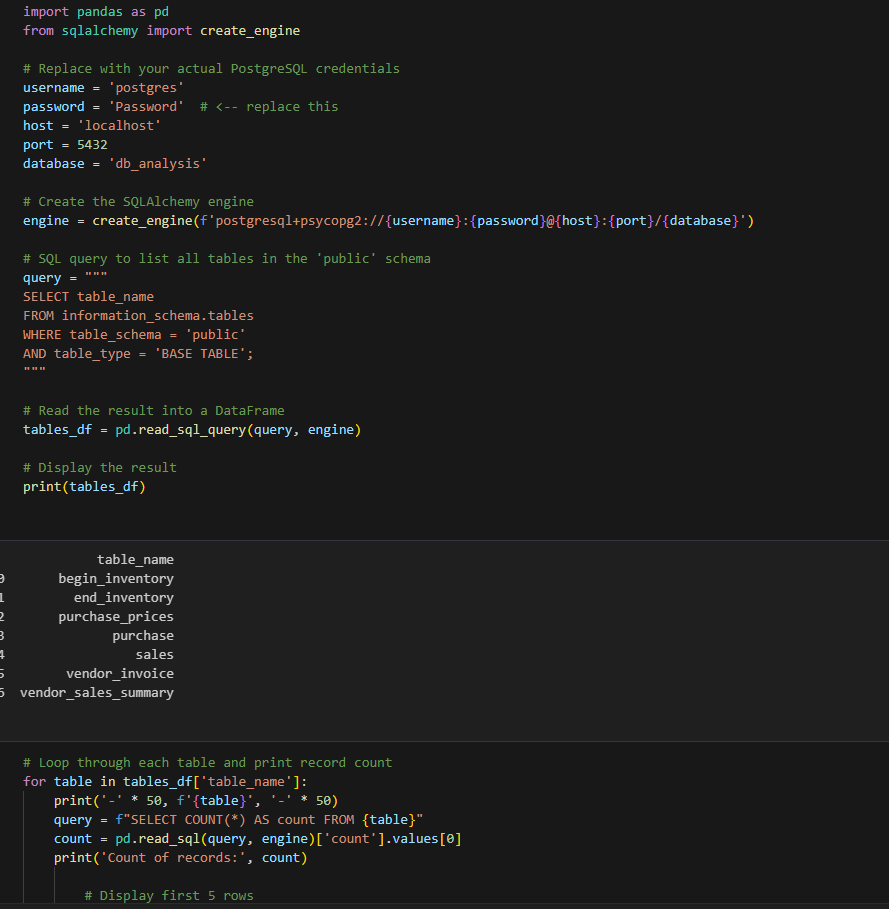 import pandas as pd
from sqlalchemy import create_engine
# Replace with your actual PostgreSQL credentials
username = 'postgres'
password = 'Password'  # <-- replace this
host = 'localhost'
port = 5432
database = 'db_analysis'
# Create the SQLAlchemy engine
engine = create_engine(f'postgresql+psycopg2://{username}:{password}@{host}:{port}/{database}')
# SQL query to list all tables in the 'public' schema
query = """
SELECT table_name
FROM information_schema.tables
WHERE table_schema = 'public'
AND table_type = 'BASE TABLE';
"""
# Read the result into a DataFrame
tables_df = pd.read_sql_query(query, engine)
# Display the result
print(tables_df)
table_name
0 begin_inventory
1 end_inventory
2 purchase_prices
3 purchase
4 sales
5 vendor_invoice
6 vendor_sales_summary
# Loop through each table and print record count
for table in tables_df['table_name']:
    print('-' * 50, f'{table}', '-' * 50)
    query = f"SELECT COUNT(*) AS count FROM {table}"
    count = pd.read_sql(query, engine)['count'].values[0]
    print('Count of records:', count)
        # Display first 5 rows